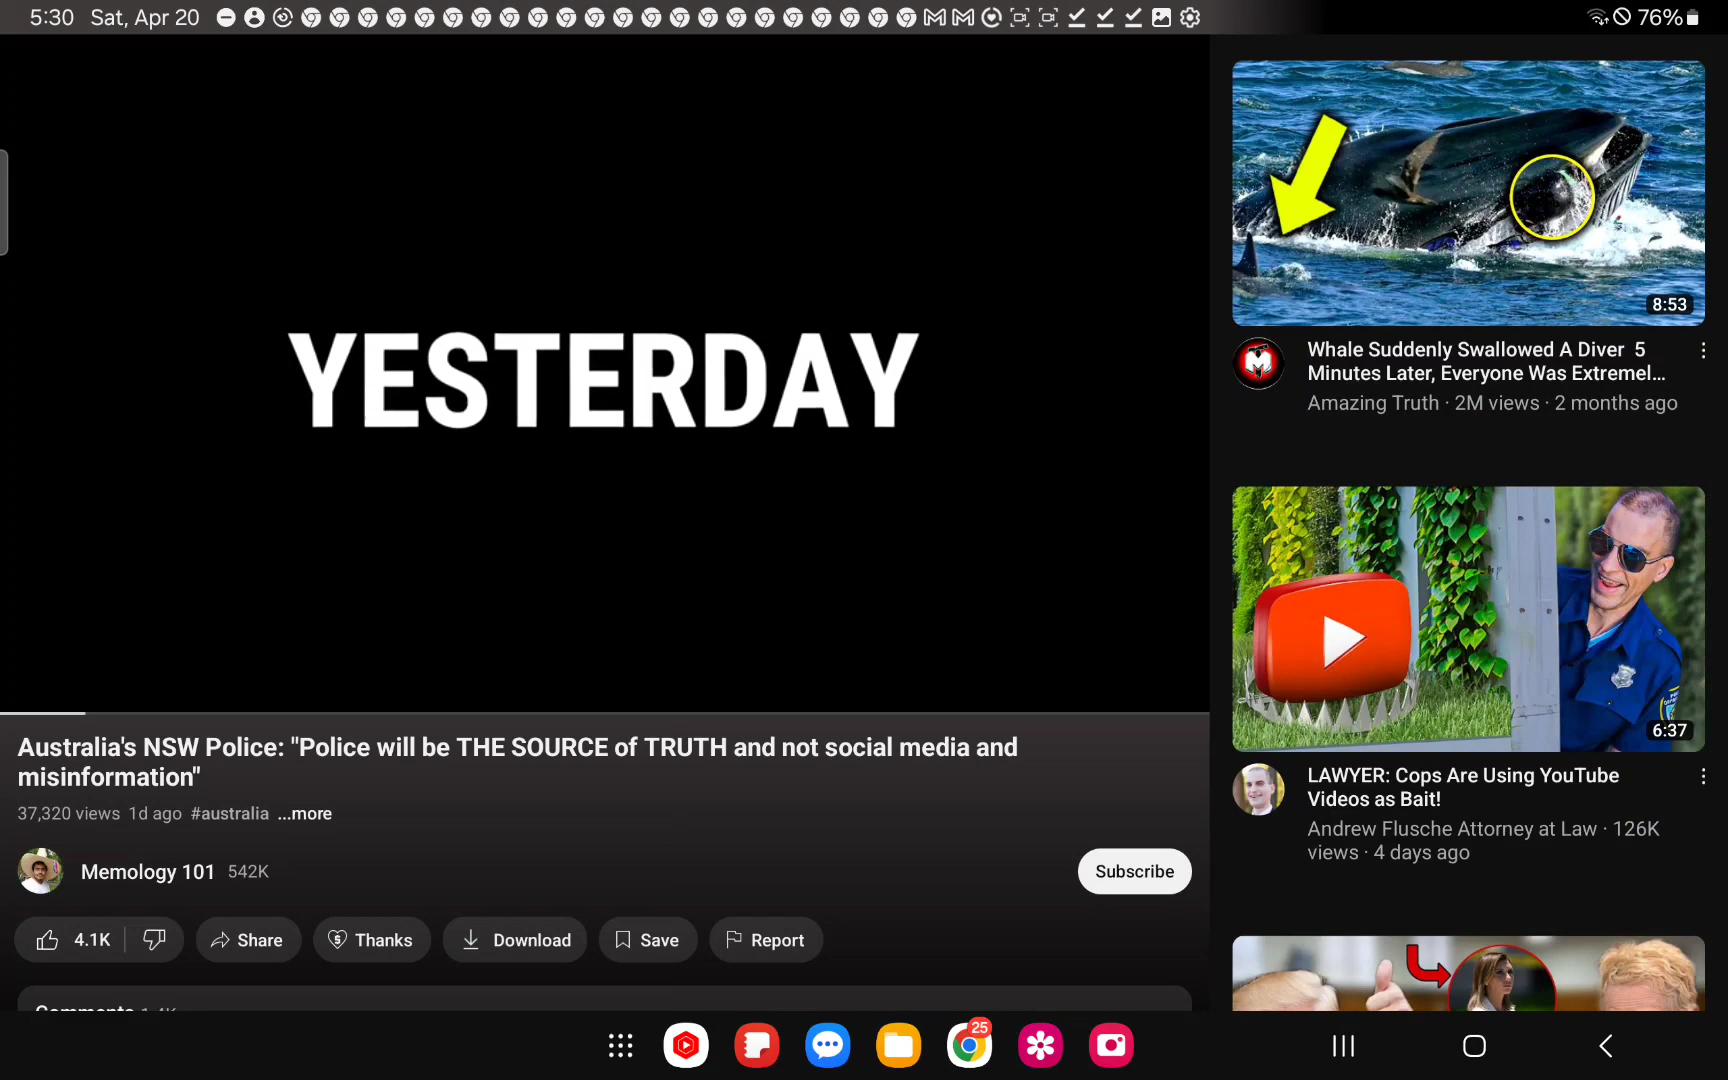 5:30 Sat, Apr 20
76%
YESTERDAY
Australia's NSW Police: "Police will be THE SOURCE of TRUTH and not social media and
misinformation"
37,320 views 1d ago #australia ...more
Memology 101 542K
Subscribe
4.1K
Share
Thanks
Download
Save
Report
Comments 1.4K
8:53
Whale Suddenly Swallowed A Diver 5
Minutes Later, Everyone Was Extremel...
Amazing Truth · 2M views · 2 months ago
6:37
LAWYER: Cops Are Using YouTube
Videos as Bait!
Andrew Flusche Attorney at Law · 126K
views · 4 days ago
25